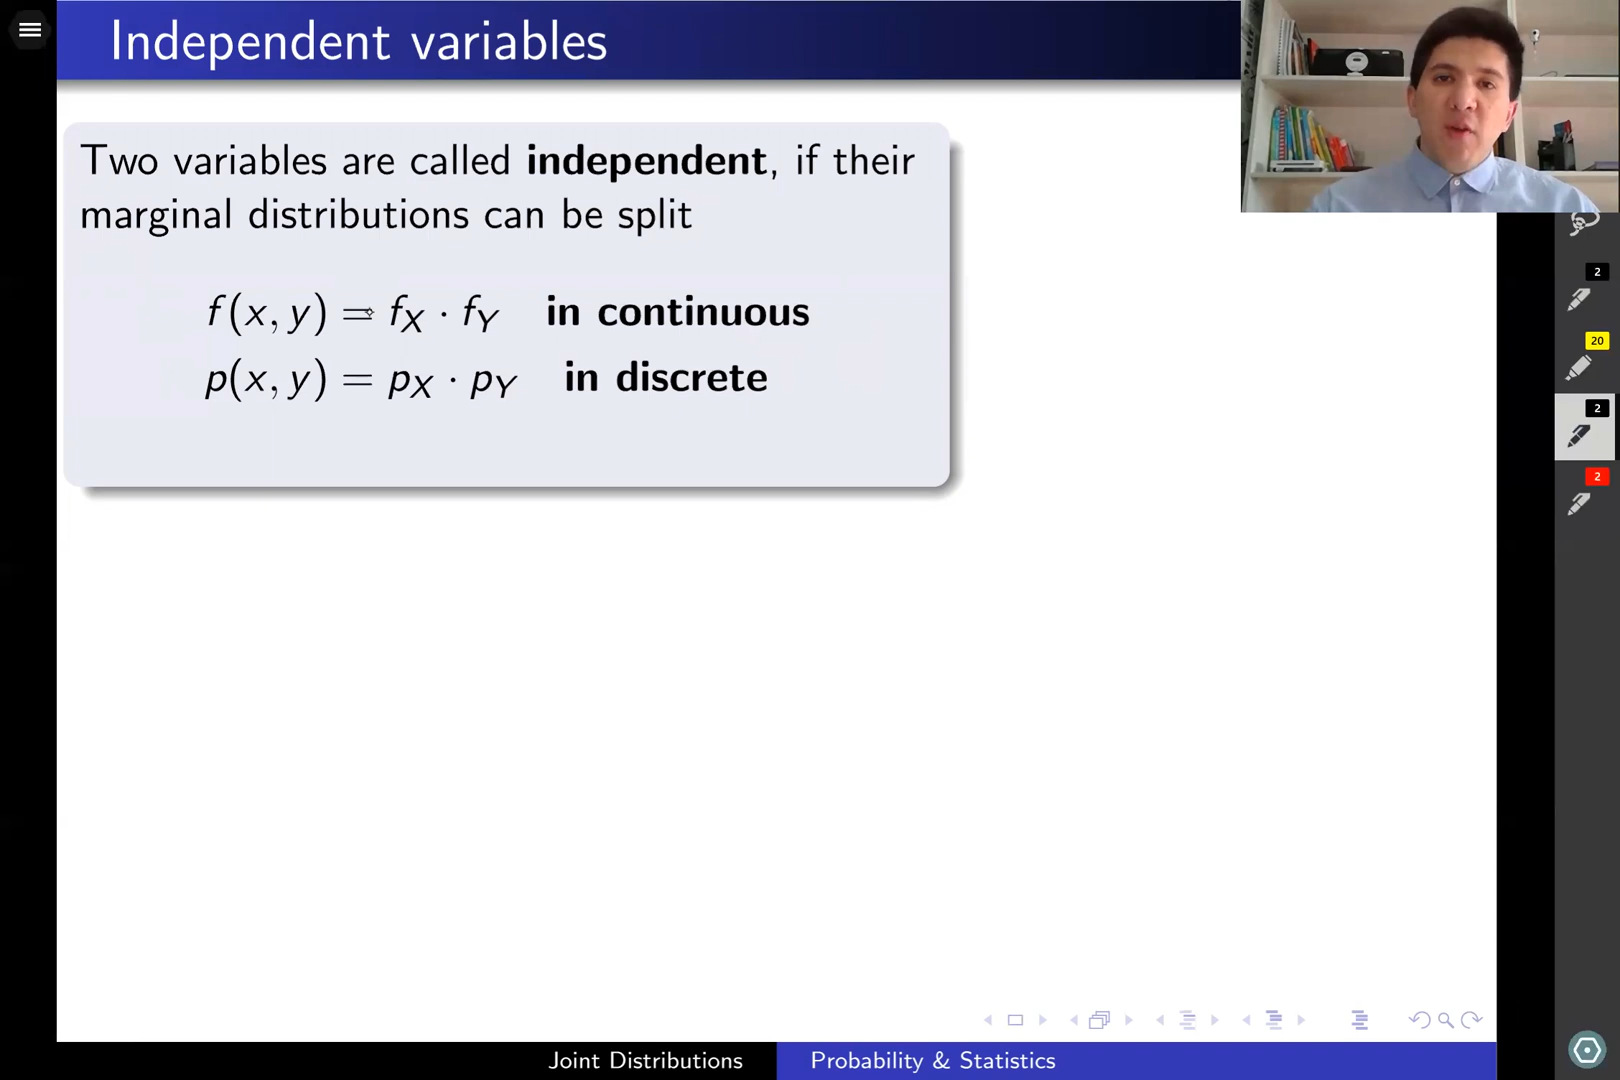 Independent variables
Two variables are called independent, if their
marginal distributions can be split
f(x, y) = f_X · f_Y in continuous
p(x, y) = p_X · p_Y in discrete
2
20
2
2
Joint Distributions
Probability & Statistics